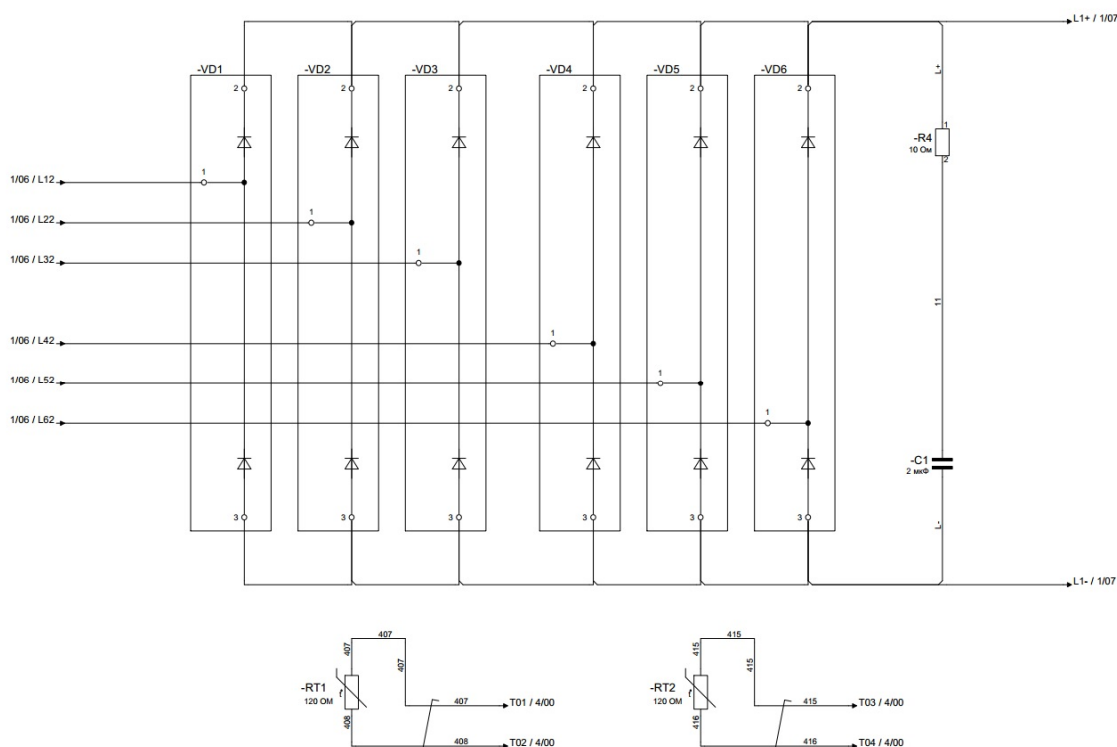 L1+ / 1/07
-VD1 -VD2 -VD3 -VD4 -VD5 -VD6
2 2 2 2 2 2
L+
-R4 1
10 Ом 2
1/06 / L12 1
1/06 / L22 1
1/06 / L32 1
11
1/06 / L42 1
1/06 / L52 1
1/06 / L62 1
-C1
2 мкФ
3 3 3 3 3 3
L-
L1- / 1/07
407 415
407 407 415 415
-RT1 t° -RT2 t°
120 ОМ 120 ОМ
407 T01 / 4/00 415 T03 / 4/00
408 416
408 T02 / 4/00 416 T04 / 4/00